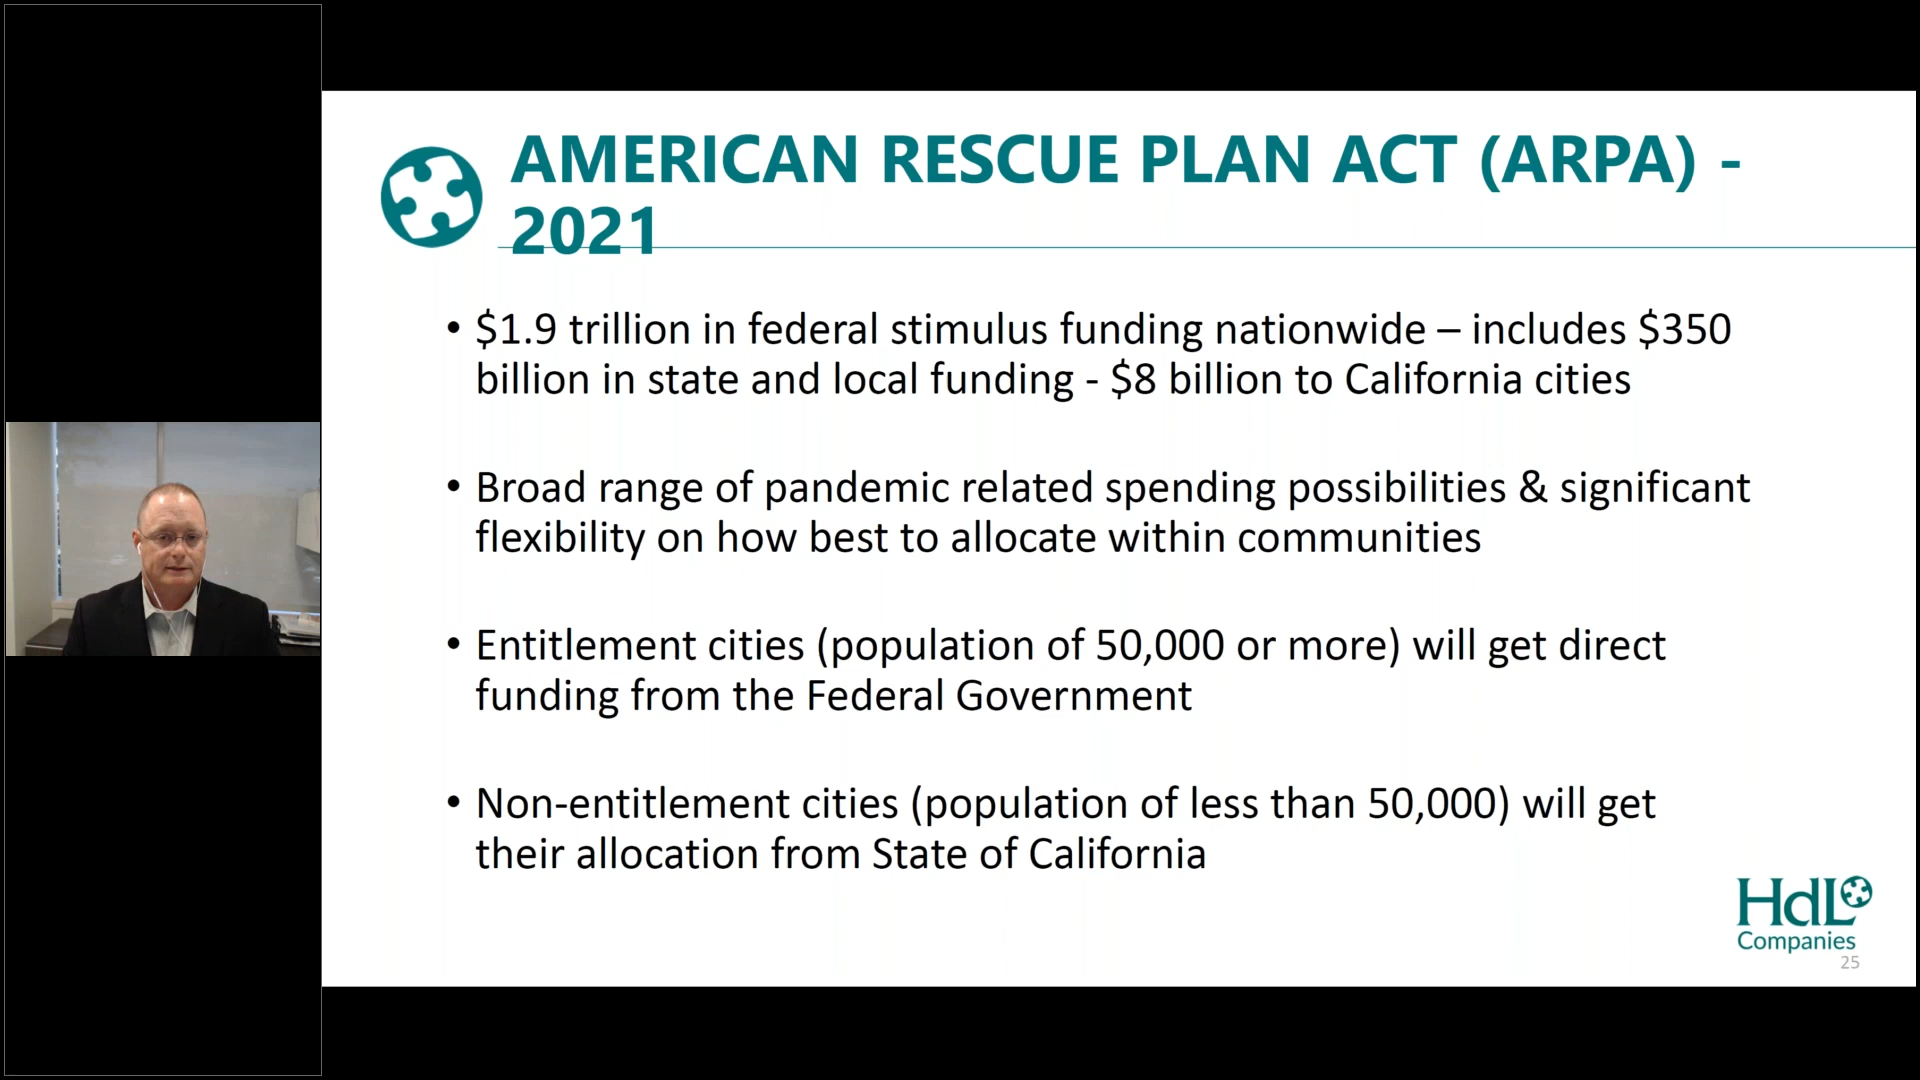 AMERICAN RESCUE PLAN ACT (ARPA) -
2021
• $1.9 trillion in federal stimulus funding nationwide – includes $350
billion in state and local funding - $8 billion to California cities
• Broad range of pandemic related spending possibilities & significant
flexibility on how best to allocate within communities
• Entitlement cities (population of 50,000 or more) will get direct
funding from the Federal Government
• Non-entitlement cities (population of less than 50,000) will get
their allocation from State of California
HdL
Companies
25